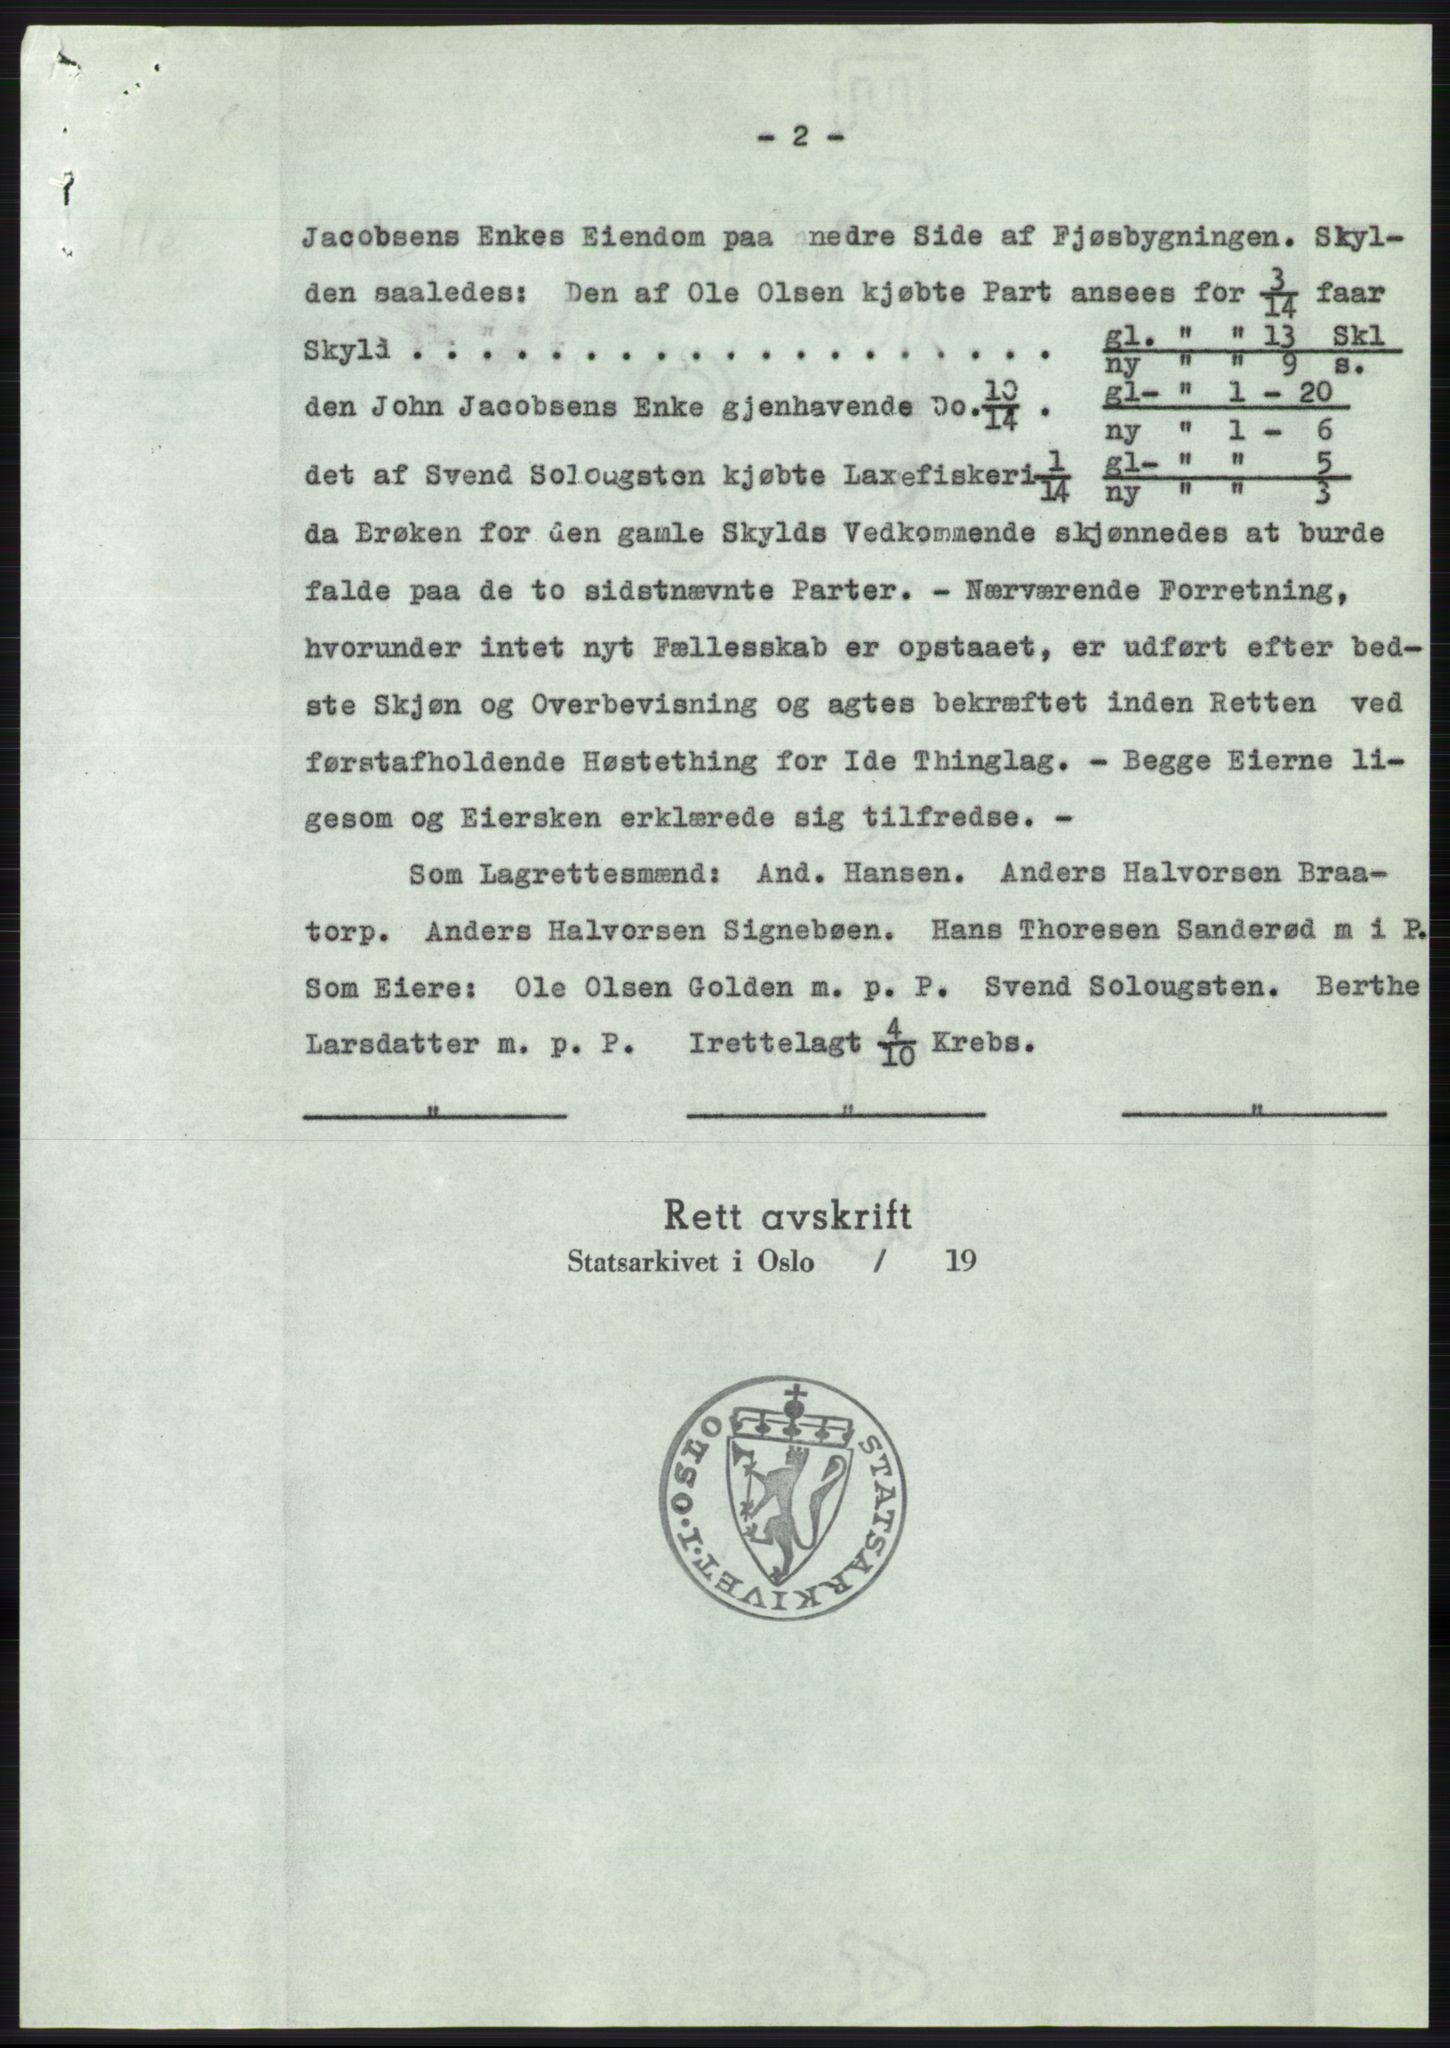 - 2 -
Jacobsens Enkes Eiendom paa nedre Side af Fjøsbygningen. Skyl-
den saaledes: Den af Ole Olsen kjøbte Part ansees for 3/14 faar
Skyld . . . . . . . . . . . . . . . . . . . gl. " " 13 Skl
ny " " 9 s.
den John Jacobsens Enke gjenhavende Do. 10/14 . gl- " 1 - 20
ny " 1 - 6
det af Svend Solougsten kjøbte Laxefiskeri 1/14 gl- " " 5
ny " " 3
da Brøken for den gamle Skylds Vedkommende skjønnedes at burde
falde paa de to sidstnævnte Parter. - Nærværende Forretning,
hvorunder intet nyt Fællesskab er opstaaet, er udført efter bed-
ste Skjøn og Overbevisning og agtes bekræftet inden Retten ved
førstafholdende Høstething for Ide Thinglag. - Begge Eierne li-
gesom og Eiersken erklærede sig tilfredse. -
Som Lagrettesmænd: And. Hansen. Anders Halvorsen Braa-
torp. Anders Halvorsen Signebøen. Hans Thoresen Sanderød m i P.
Som Eiere: Ole Olsen Golden m. p. P. Svend Solougsten. Berthe
Larsdatter m. p. P. Irettelagt 4/10 Krebs.
" " "
Rett avskrift
Statsarkivet i Oslo / 19
STATSARKIVET·I·OSLO